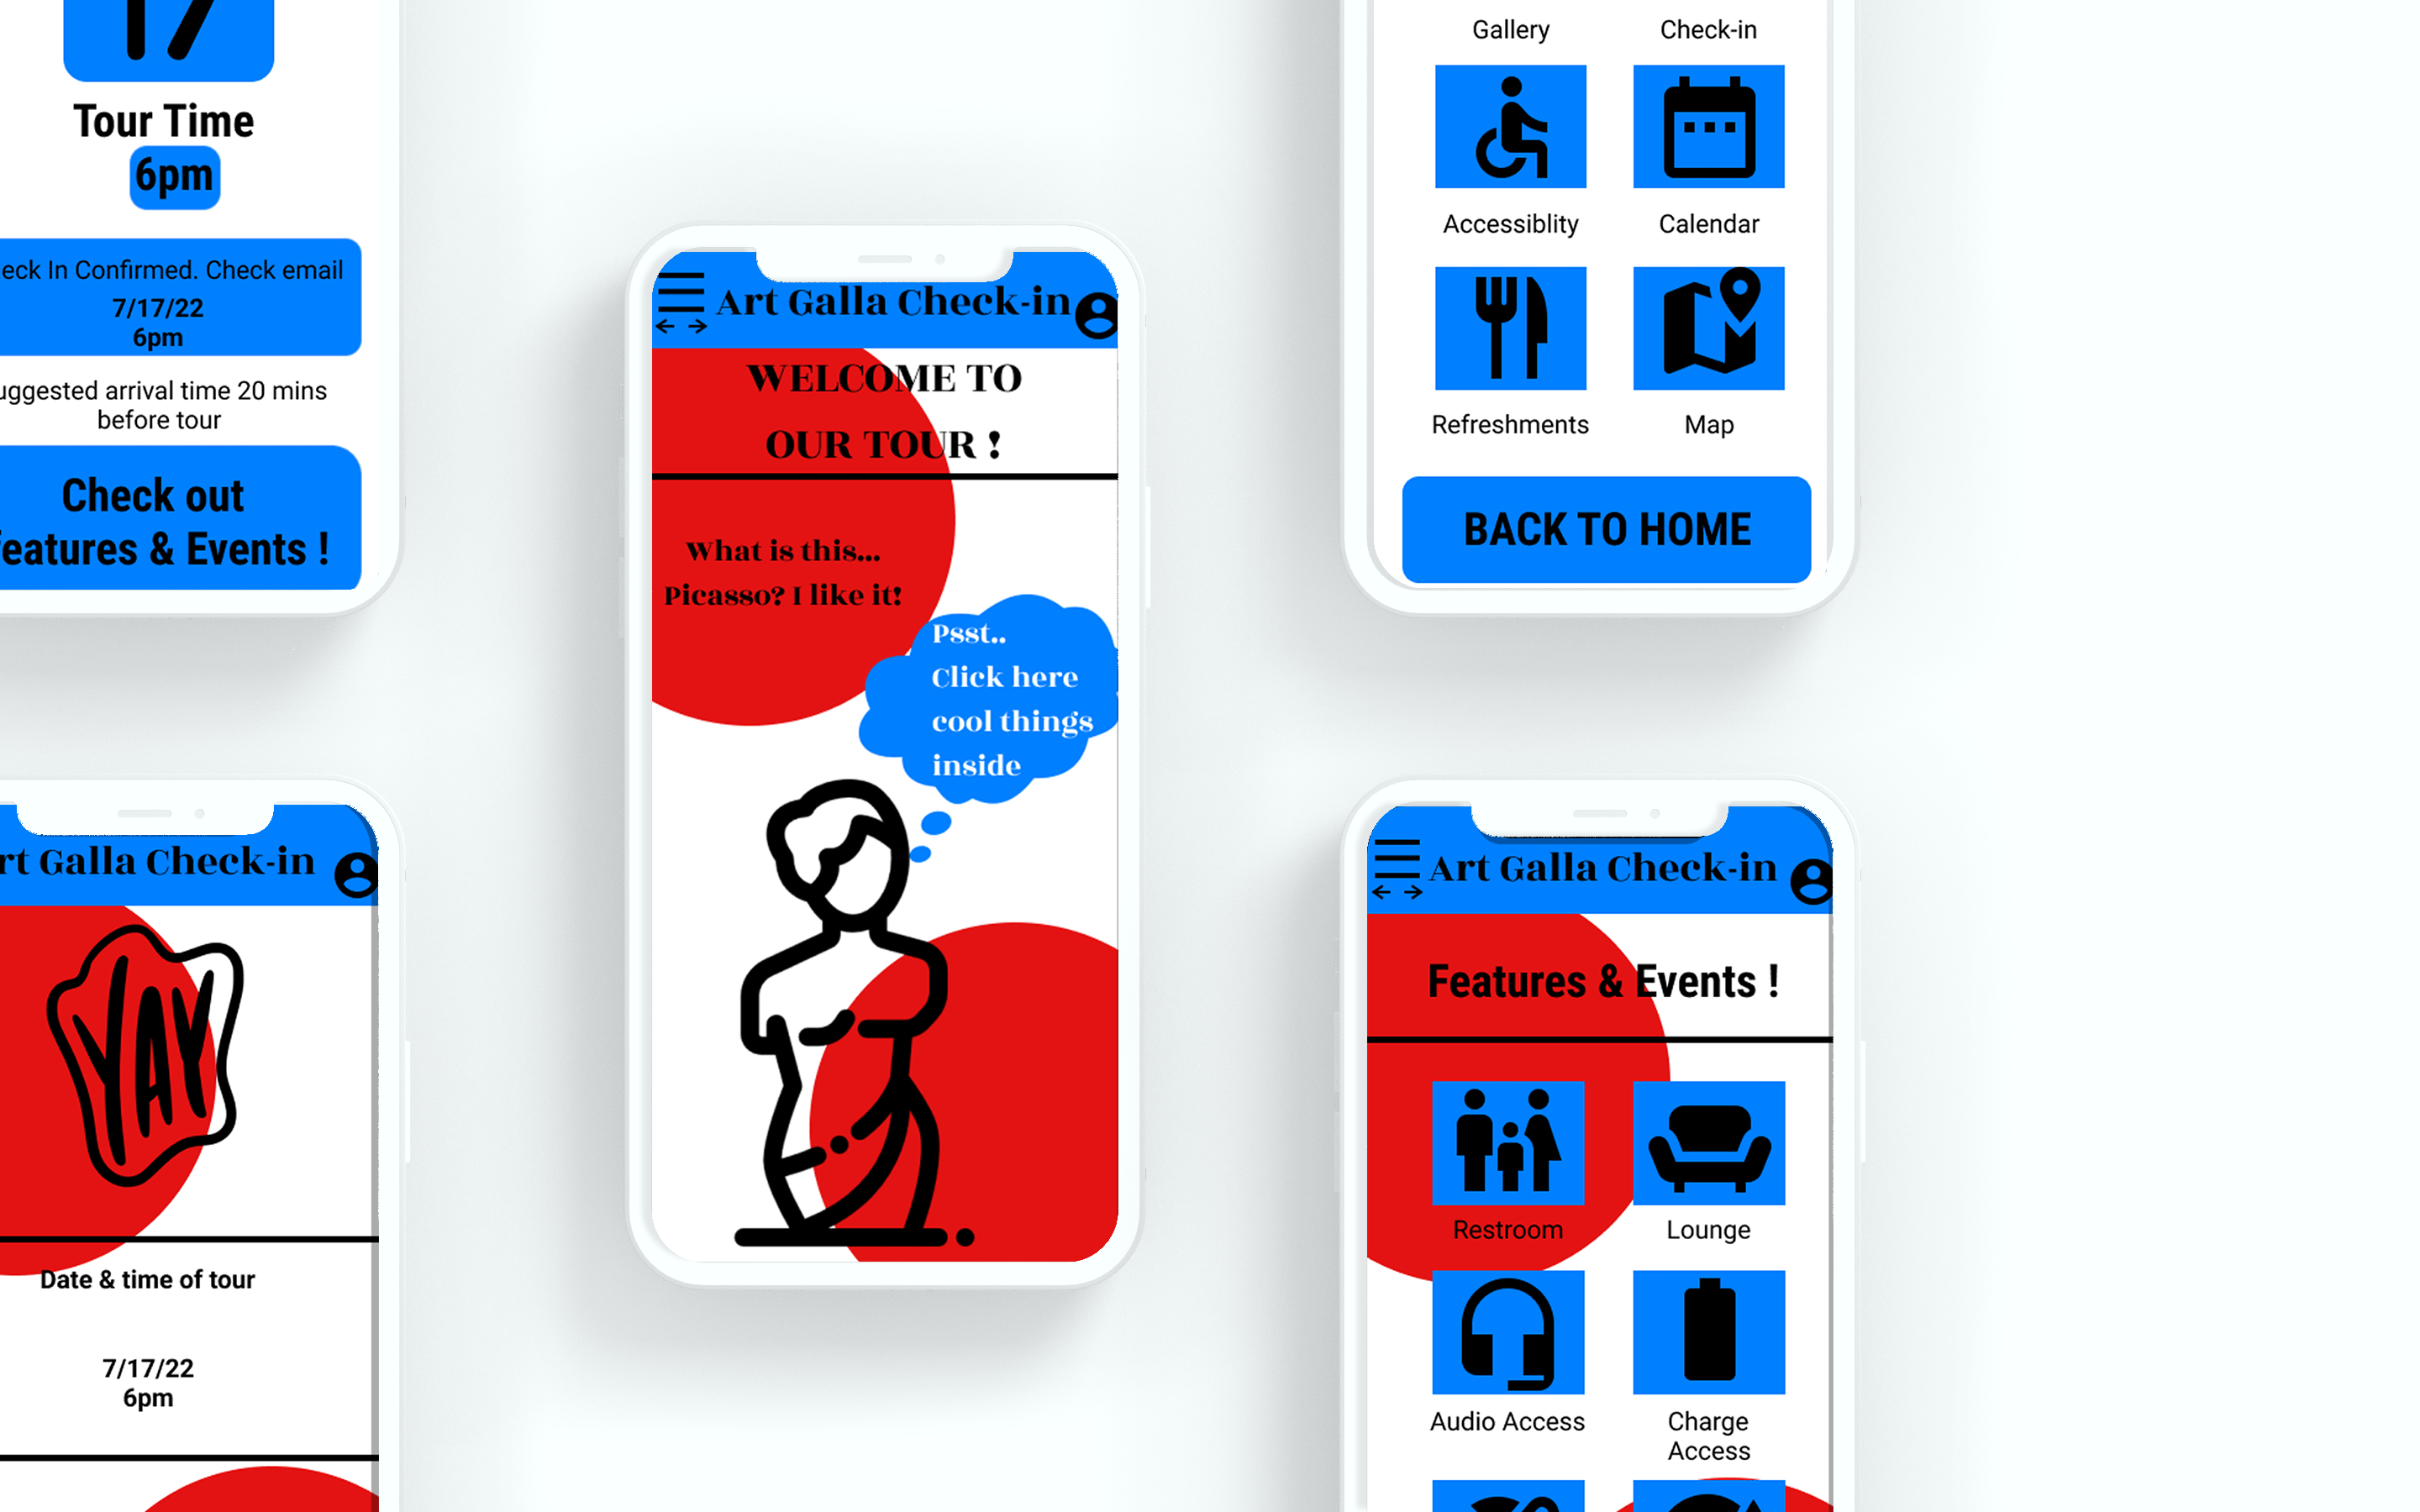 17
Tour Time
6pm
eck In Confirmed. Check email
7/17/22
6pm
uggested arrival time 20 mins
before tour
Check out
eatures & Events !
rt Galla Check-in
YAY
Date & time of tour
7/17/22
6pm
Art Galla Check-in
WELCOME TO
OUR TOUR !
What is this...
Picasso? I like it!
Psst..
Click here
cool things
inside
Gallery
Check-in
Accessiblity
Calendar
Refreshments
Map
BACK TO HOME
Art Galla Check-in
Features & Events !
Restroom
Lounge
Audio Access
Charge
Access